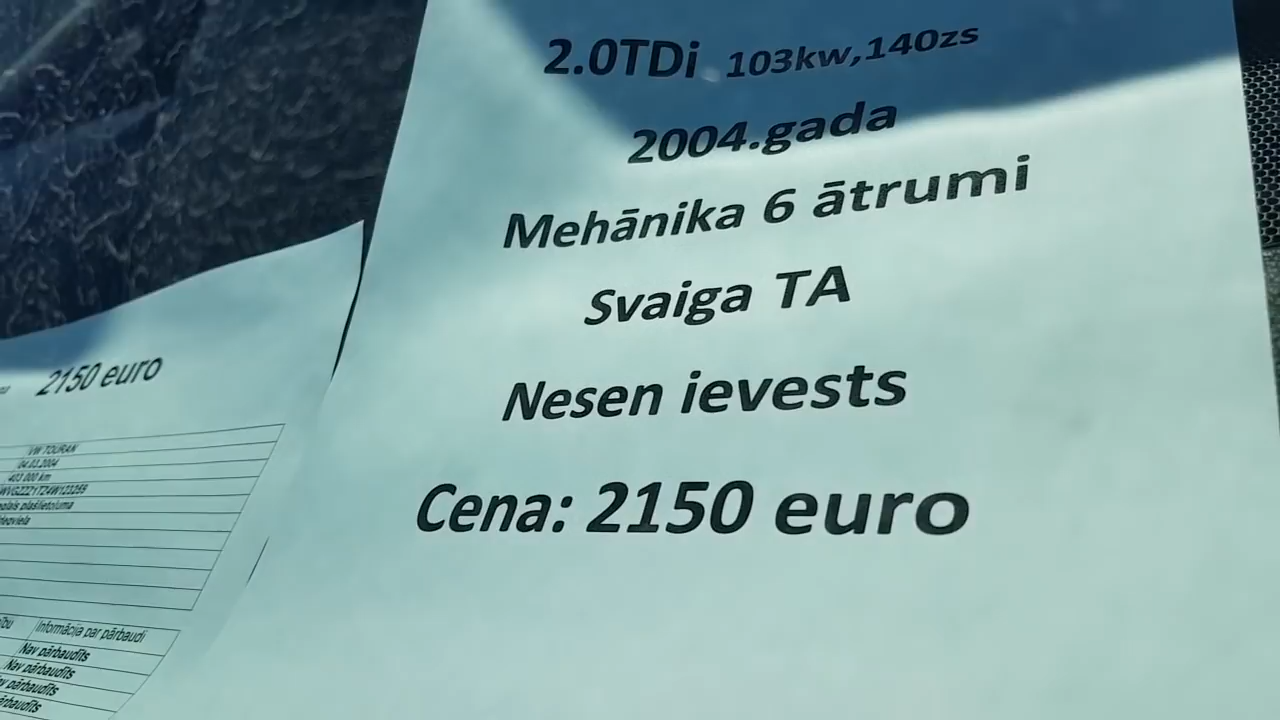 2.0TDi 103kw,140zs
2004.gada
Mehānika 6 ātrumi
Svaiga TA
Nesen ievests
Cena: 2150 euro
2150 euro
VW TOURAN
04.03.2004
403 000 km
Informācija par pārbaudi
Nav pārbaudīts
Nav pārbaudīts
pārbaudīts